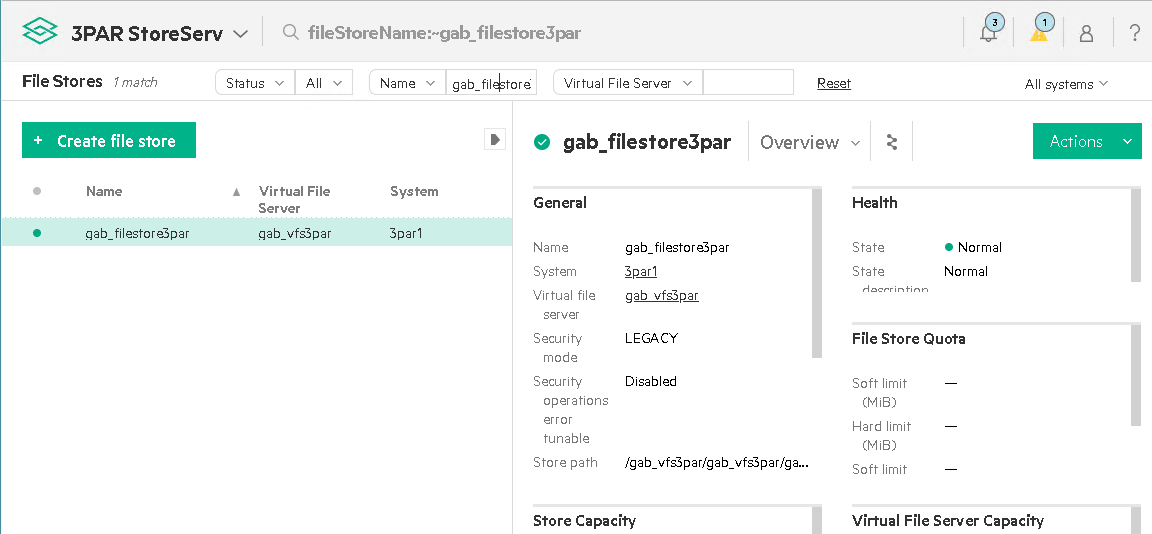 3PAR StoreServ
fileStoreName:~gab_filestore3par
3
1
?
File Stores 1 match
Status All
Name gab_filestore
Virtual File Server
Reset
All systems
+ Create file store
Name
Virtual File
Server
System
gab_filestore3par gab_vfs3par 3par1
gab_filestore3par
Overview
Actions
General
Name gab_filestore3par
System 3par1
Virtual file gab_vfs3par
server
Security LEGACY
mode
Security Disabled
operations
error
tunable
Store path /gab_vfs3par/gab_vfs3par/ga...
Store Capacity
Health
State Normal
State Normal
description
File Store Quota
Soft limit —
(MiB)
Hard limit —
(MiB)
Soft limit —
Virtual File Server Capacity